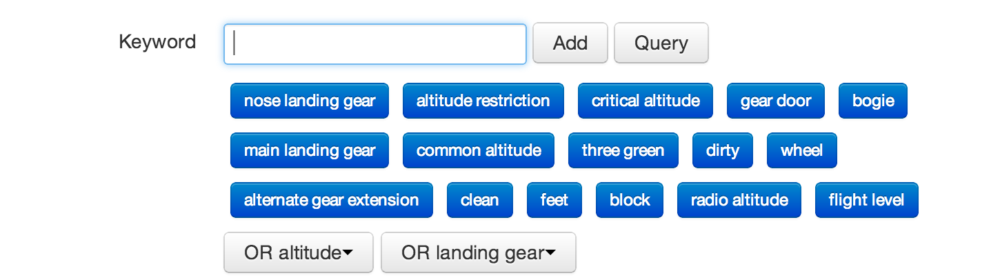 Keyword Add Query
nose landing gear altitude restriction critical altitude gear door bogie
main landing gear common altitude three green dirty wheel
alternate gear extension clean feet block radio altitude flight level
OR altitude OR landing gear